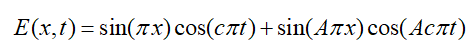 E(x,t) = sin(πx)cos(cπt) + sin(Aπx)cos(Acπt)